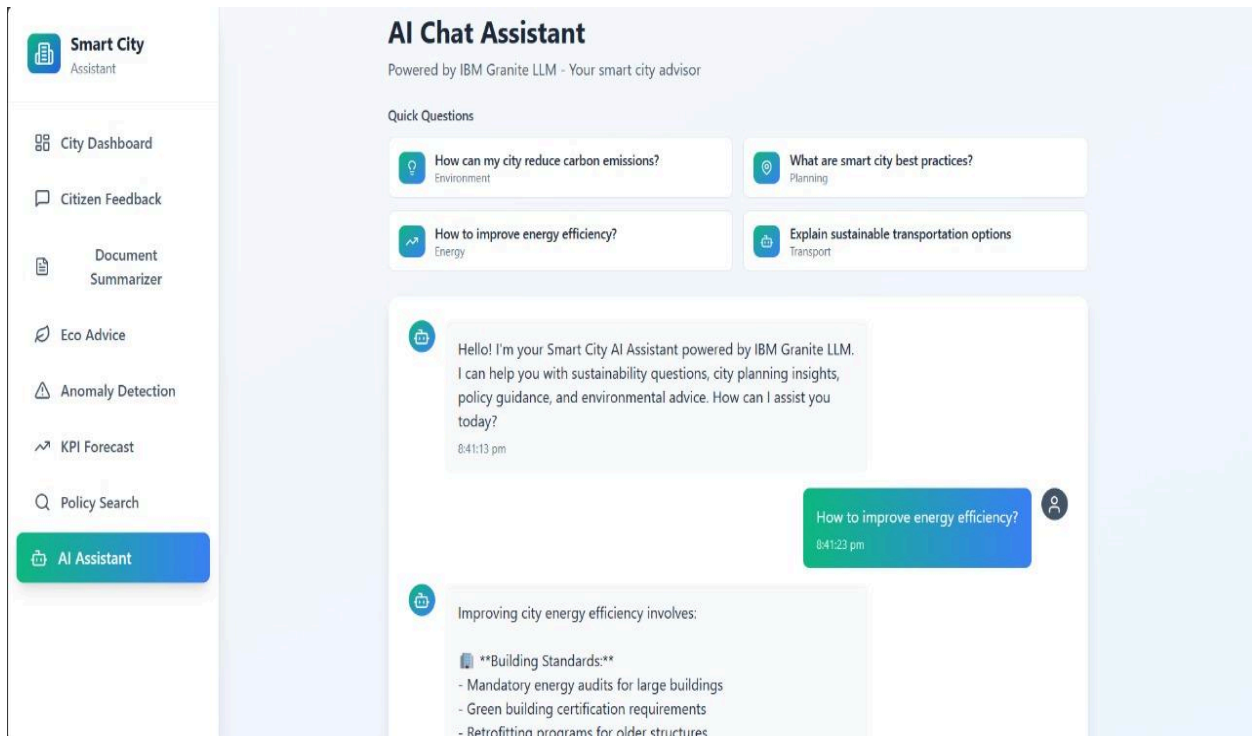 Smart City
Assistant
City Dashboard
Citizen Feedback
Document
Summarizer
Eco Advice
Anomaly Detection
KPI Forecast
Policy Search
AI Assistant
AI Chat Assistant
Powered by IBM Granite LLM - Your smart city advisor
Quick Questions
How can my city reduce carbon emissions?
Environment
What are smart city best practices?
Planning
How to improve energy efficiency?
Energy
Explain sustainable transportation options
Transport
Hello! I'm your Smart City AI Assistant powered by IBM Granite LLM.
I can help you with sustainability questions, city planning insights,
policy guidance, and environmental advice. How can I assist you
today?
8:41:13 pm
How to improve energy efficiency?
8:41:23 pm
Improving city energy efficiency involves:
**Building Standards:**
- Mandatory energy audits for large buildings
- Green building certification requirements
- Retrofitting programs for older structures